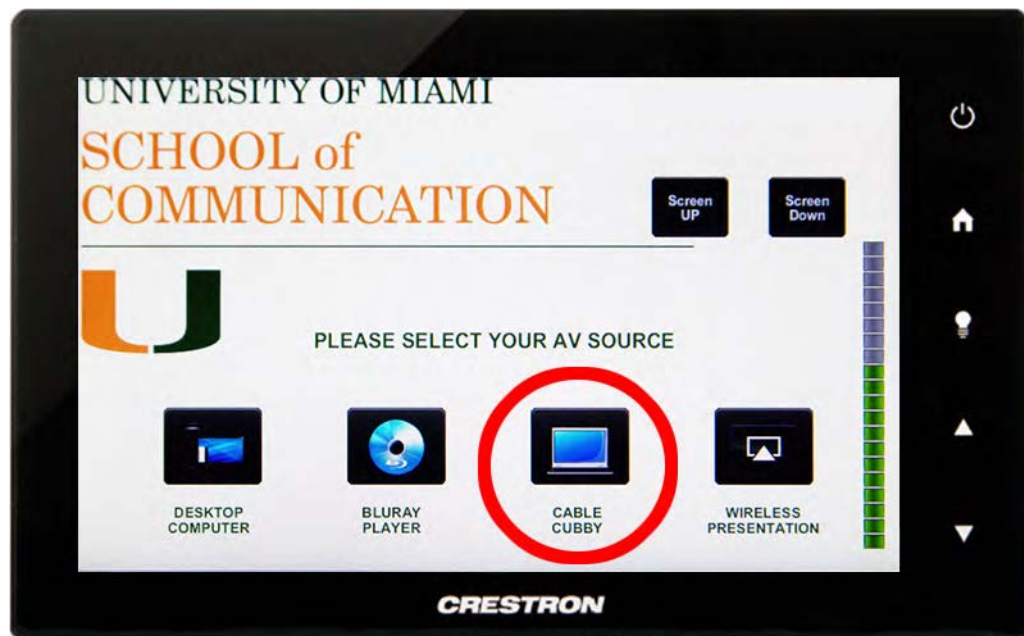 UNIVERSITY OF MIAMI
SCHOOL of
COMMUNICATION
Screen
UP
Screen
Down
PLEASE SELECT YOUR AV SOURCE
DESKTOP
COMPUTER
BLURAY
PLAYER
CABLE
CUBBY
WIRELESS
PRESENTATION
CRESTRON